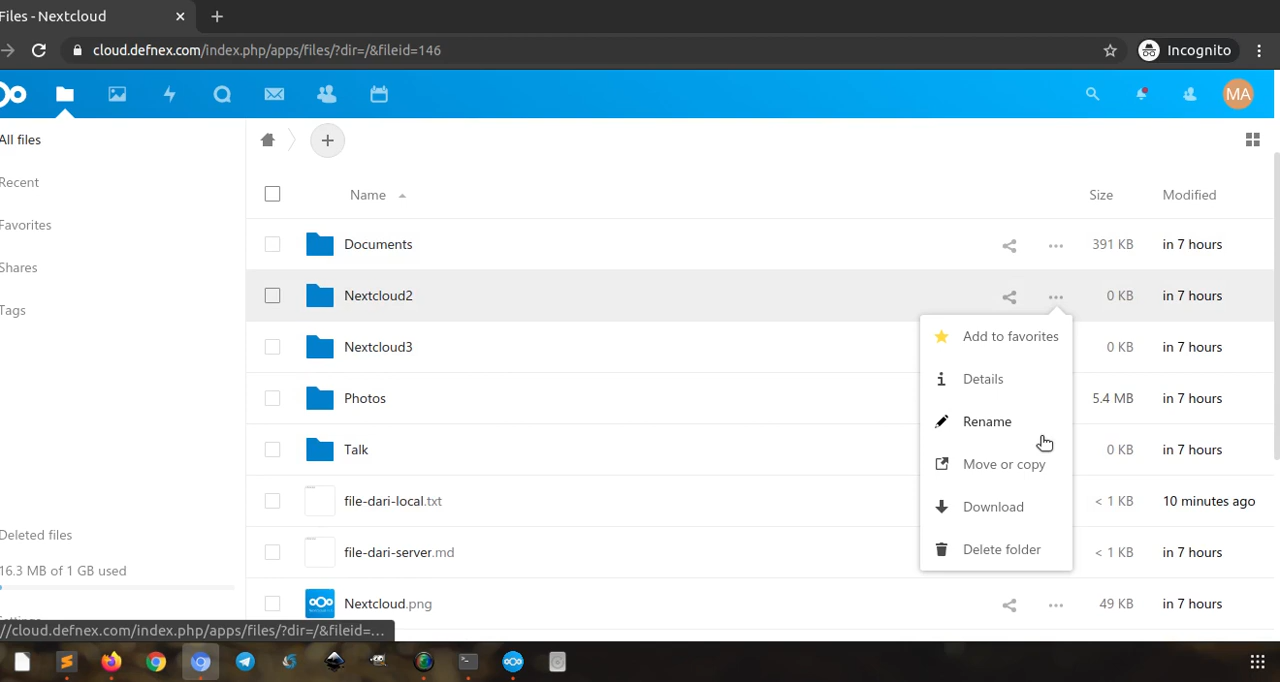 Files - Nextcloud
cloud.defnex.com/index.php/apps/files/?dir=/&fileid=146
Incognito
MA
All files
Recent
Favorites
Shares
Tags
Deleted files
16.3 MB of 1 GB used
Name Size Modified
Documents 391 KB in 7 hours
Nextcloud2 0 KB in 7 hours
Nextcloud3 0 KB in 7 hours
Photos 5.4 MB in 7 hours
Talk 0 KB in 7 hours
file-dari-local.txt < 1 KB 10 minutes ago
file-dari-server.md < 1 KB in 7 hours
Nextcloud.png 49 KB in 7 hours
Add to favorites
Details
Rename
Move or copy
Download
Delete folder
//cloud.defnex.com/index.php/apps/files/?dir=/&fileid=...